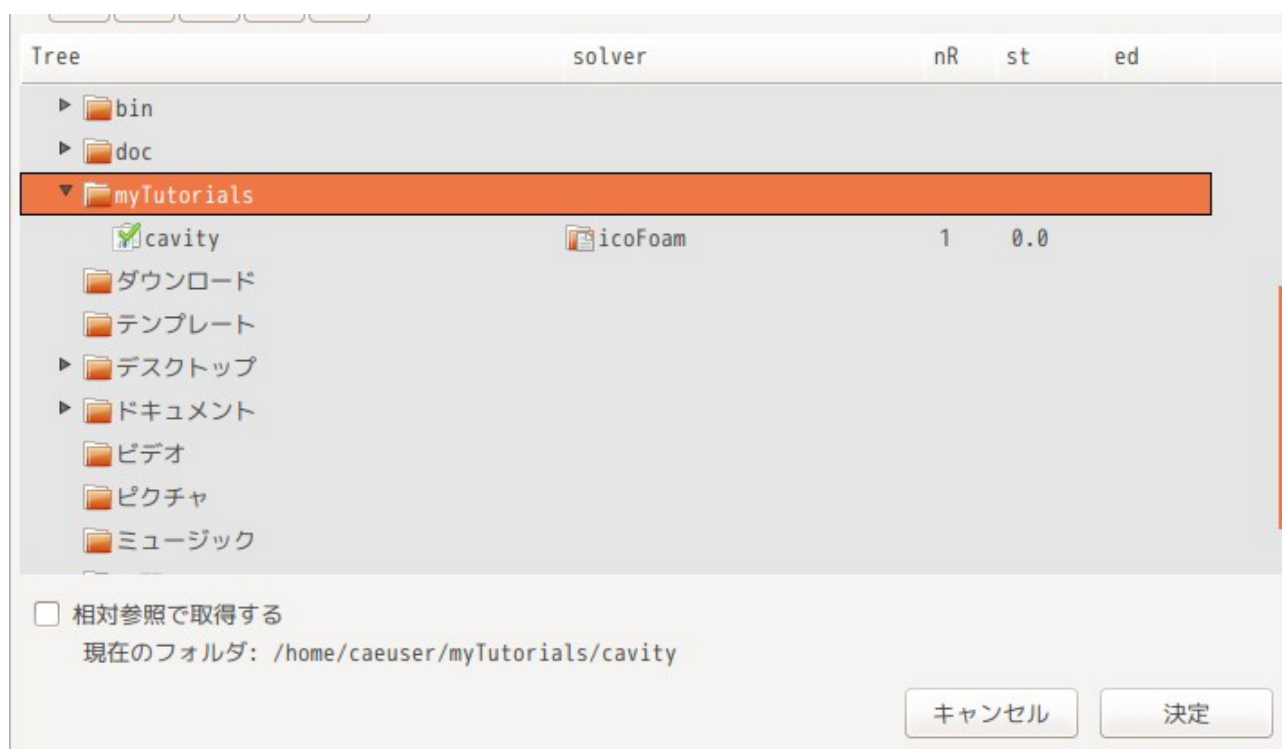 Tree solver nR st ed
bin
doc
myTutorials
cavity icoFoam 1 0.0
ダウンロード
テンプレート
デスクトップ
ドキュメント
ビデオ
ピクチャ
ミュージック
相対参照で取得する
現在のフォルダ: /home/caeuser/myTutorials/cavity
キャンセル 決定